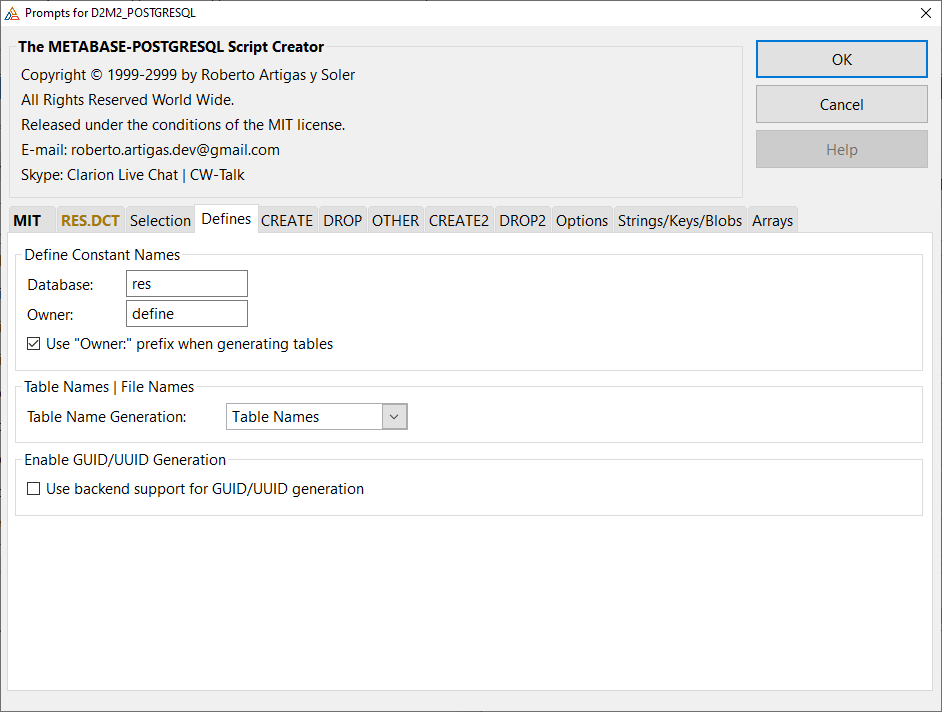 Prompts for D2M2_POSTGRESQL
The METABASE-POSTGRESQL Script Creator
Copyright © 1999-2999 by Roberto Artigas y Soler
All Rights Reserved World Wide.
Released under the conditions of the MIT license.
E-mail: roberto.artigas.dev@gmail.com
Skype: Clarion Live Chat | CW-Talk
OK
Cancel
Help
MIT RES.DCT Selection Defines CREATE DROP OTHER CREATE2 DROP2 Options Strings/Keys/Blobs Arrays
Define Constant Names
Database: res
Owner: define
Use "Owner:" prefix when generating tables
Table Names | File Names
Table Name Generation: Table Names
Enable GUID/UUID Generation
Use backend support for GUID/UUID generation